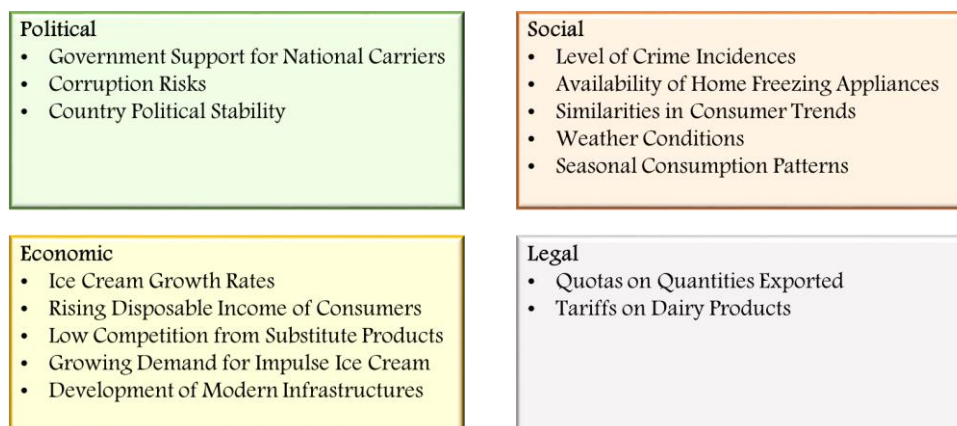 Political
• Government Support for National Carriers
• Corruption Risks
• Country Political Stability
Social
• Level of Crime Incidences
• Availability of Home Freezing Appliances
• Similarities in Consumer Trends
• Weather Conditions
• Seasonal Consumption Patterns
Economic
• Ice Cream Growth Rates
• Rising Disposable Income of Consumers
• Low Competition from Substitute Products
• Growing Demand for Impulse Ice Cream
• Development of Modern Infrastructures
Legal
• Quotas on Quantities Exported
• Tariffs on Dairy Products